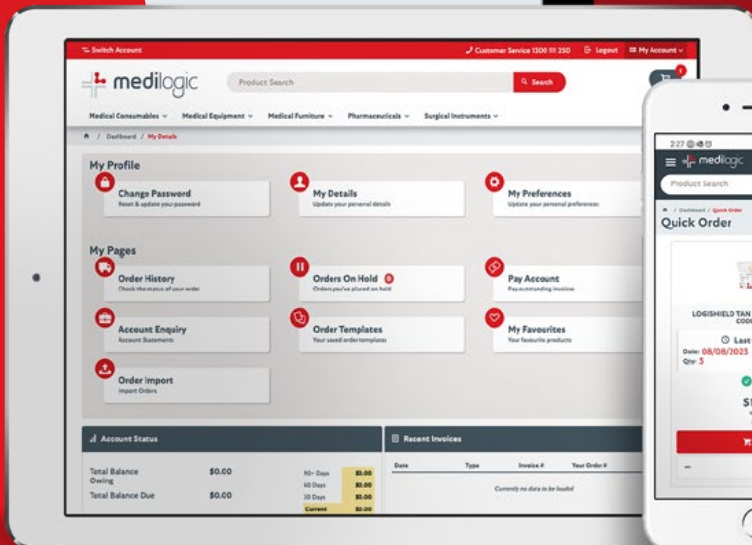 Switch Account
Customer Service 1300 111 250 Logout My Account
medilogic
Product Search
Search
1
Medical Consumables Medical Equipment Medical Furniture Pharmaceuticals Surgical Instruments
/ Dashboard / My Details
My Profile
Change Password
Reset & update your password
My Details
Update your personal details
My Preferences
Update your personal preferences
My Pages
Order History
Check the status of your order
Orders On Hold 0
Orders you've placed on hold
Pay Account
Pay outstanding invoices
Account Enquiry
Account Statements
Order Templates
Your saved order templates
My Favourites
Your favourite products
Order Import
Import Orders
Account Status
Total Balance Owing $0.00
Total Balance Due $0.00
90+ Days $0.00
60 Days $0.00
30 Days $0.00
Current $0.00
Recent Invoices
Date Type Invoice # Your Order #
Currently no data to be loaded
2:27
medilogic
Product Search
/ Dashboard / Quick Order
Quick Order
LOGISHIELD TAN
Last
Date: 08/08/2023
Qty: 3